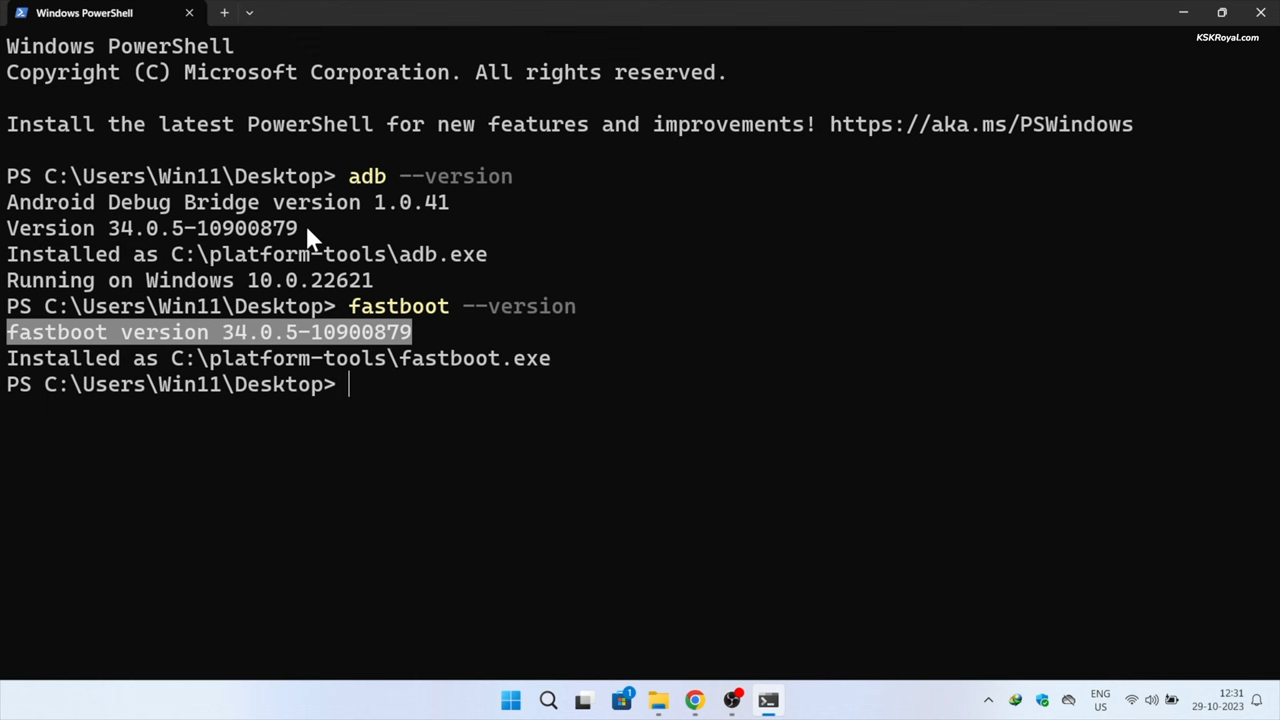 Windows PowerShell
KSKRoyal.com
Windows PowerShell
Copyright (C) Microsoft Corporation. All rights reserved.
Install the latest PowerShell for new features and improvements! https://aka.ms/PSWindows
PS C:\Users\Win11\Desktop> adb --version
Android Debug Bridge version 1.0.41
Version 34.0.5-10900879
Installed as C:\platform-tools\adb.exe
Running on Windows 10.0.22621
PS C:\Users\Win11\Desktop> fastboot --version
fastboot version 34.0.5-10900879
Installed as C:\platform-tools\fastboot.exe
PS C:\Users\Win11\Desktop>
1
ENG
US
12:31
29-10-2023